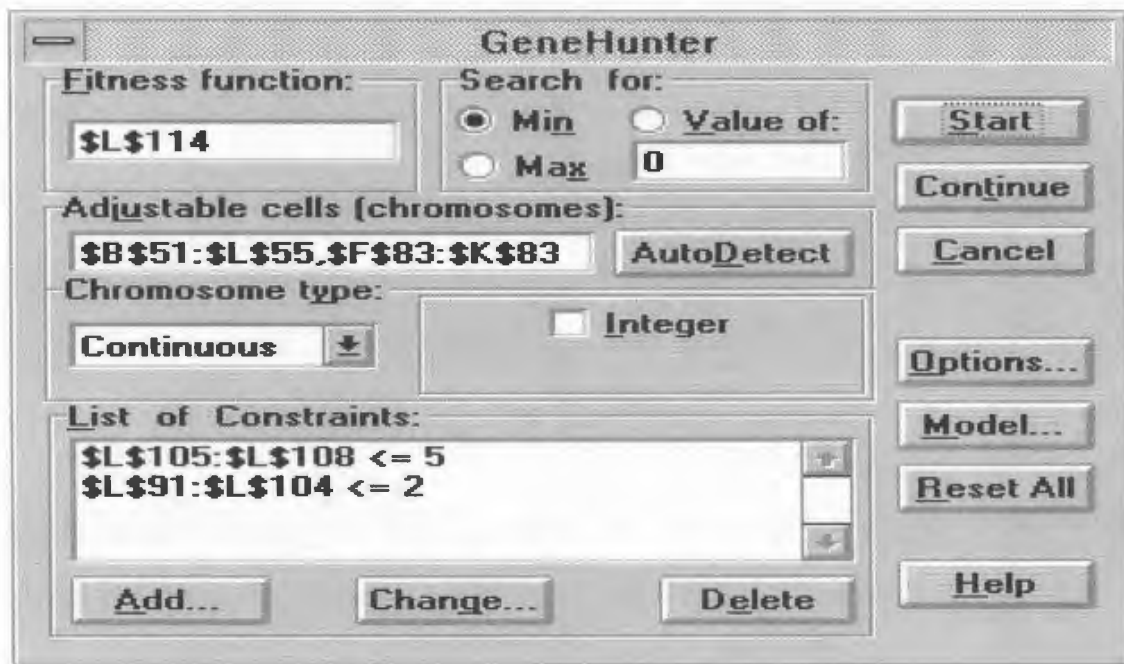 GeneHunter
Fitness function:
$L$114
Search for:
Min
Value of:
Max
0
Start
Continue
Cancel
Adjustable cells (chromosomes):
$B$51:$L$55,$F$83:$K$83
AutoDetect
Chromosome type:
Continuous
Integer
Options...
Model...
Reset All
Help
List of Constraints:
$L$105:$L$108 <= 5
$L$91:$L$104 <= 2
Add...
Change...
Delete